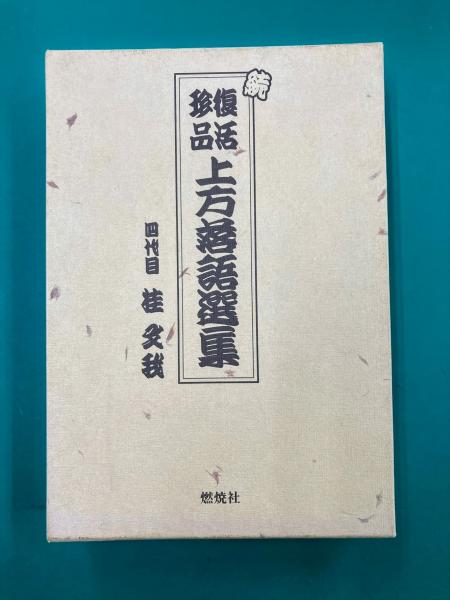 続
復活
珍品
上方落語選集
四代目 桂文我
燃焼社